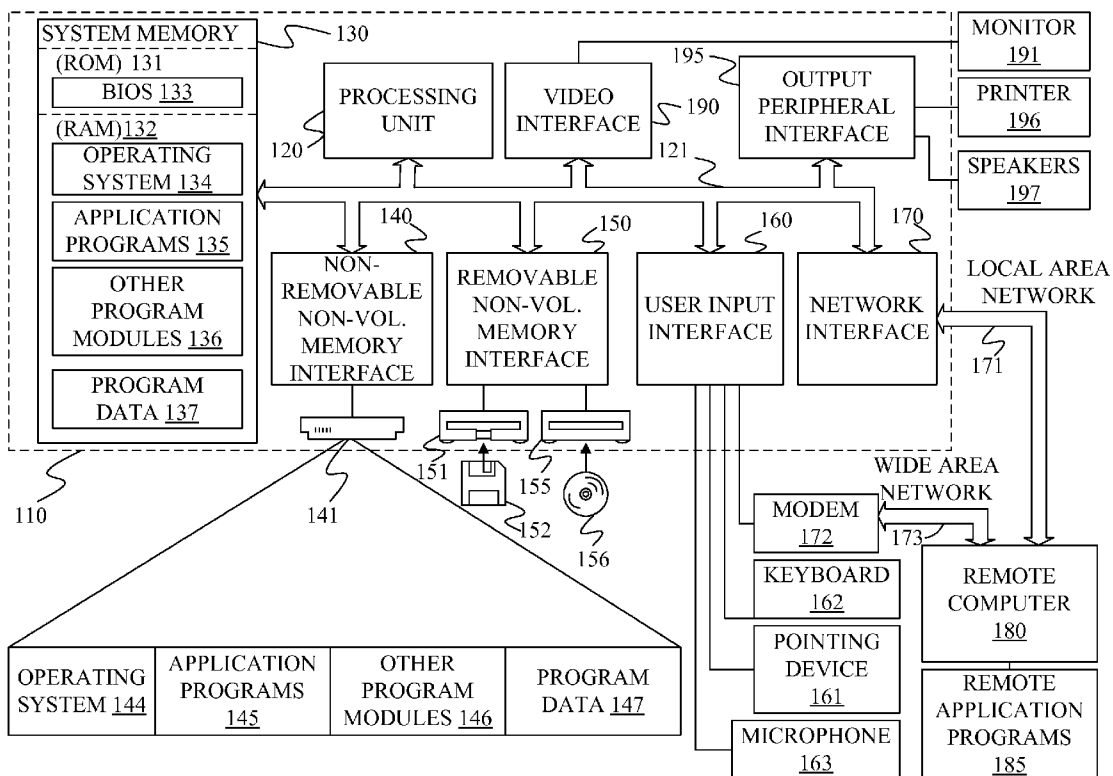 SYSTEM MEMORY
130
(ROM) 131
BIOS 133
(RAM)132
OPERATING
SYSTEM 134
APPLICATION
PROGRAMS 135
OTHER
PROGRAM
MODULES 136
PROGRAM
DATA 137
PROCESSING
UNIT
120
VIDEO
INTERFACE
190
195
OUTPUT
PERIPHERAL
INTERFACE
121
MONITOR
191
PRINTER
196
SPEAKERS
197
140
NON-
REMOVABLE
NON-VOL.
MEMORY
INTERFACE
150
REMOVABLE
NON-VOL.
MEMORY
INTERFACE
160
USER INPUT
INTERFACE
170
NETWORK
INTERFACE
LOCAL AREA
NETWORK
171
110
141
151
152
155
156
WIDE AREA
NETWORK
173
MODEM
172
KEYBOARD
162
POINTING
DEVICE
161
MICROPHONE
163
REMOTE
COMPUTER
180
REMOTE
APPLICATION
PROGRAMS
185
OPERATING
SYSTEM 144
APPLICATION
PROGRAMS
145
OTHER
PROGRAM
MODULES 146
PROGRAM
DATA 147